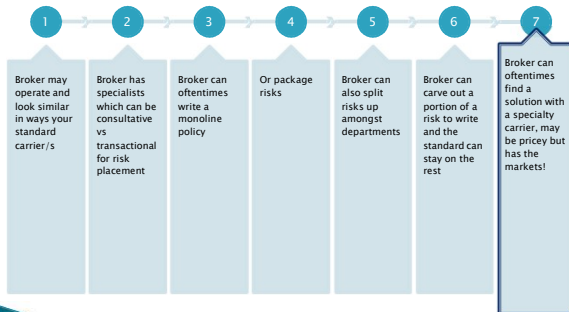 1
2
3
4
5
6
7
Broker may
operate and
look similar
in ways your
standard
carrier/s
Broker has
specialists
which can be
consultative
vs
transactional
for risk
placement
Broker can
oftentimes
write a
monoline
policy
Or package
risks
Broker can
also split
risks up
amongst
departments
Broker can
carve out a
portion of a
risk to write
and the
standard can
stay on the
rest
Broker can
oftentimes
find a
solution with
a specialty
carrier, may
be pricey but
has the
markets!